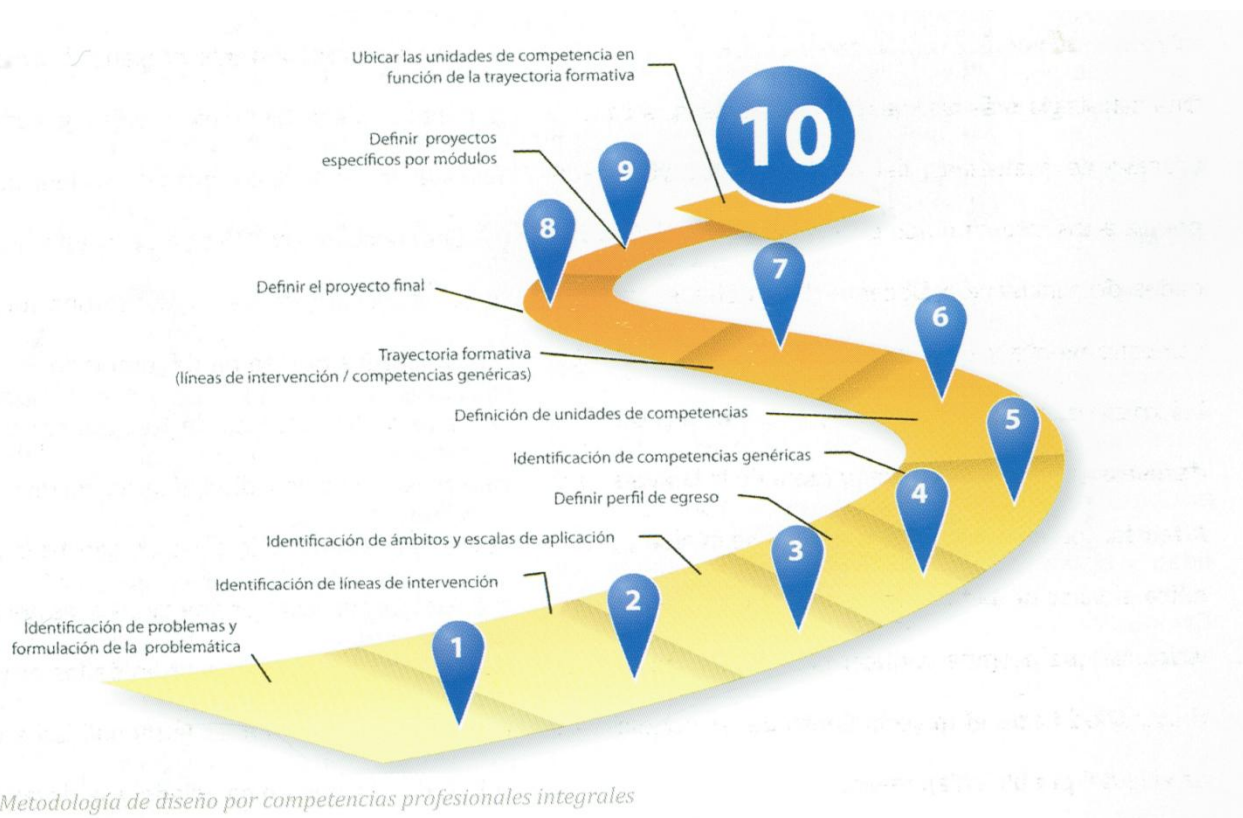 Ubicar las unidades de competencia en
función de la trayectoria formativa
10
Definir proyectos
específicos por módulos
9
8
Definir el proyecto final
7
Trayectoria formativa
(líneas de intervención / competencias genéricas)
6
Definición de unidades de competencias
5
Identificación de competencias genéricas
4
Definir perfil de egreso
3
Identificación de ámbitos y escalas de aplicación
2
Identificación de líneas de intervención
1
Identificación de problemas y
formulación de la problemática
Metodología de diseño por competencias profesionales integrales